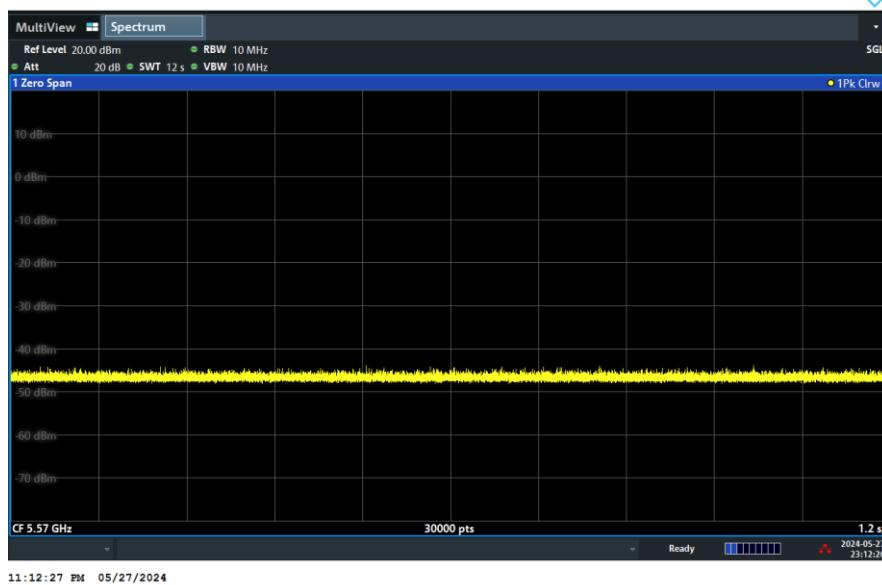 MultiView Spectrum
Ref Level 20.00 dBm RBW 10 MHz SGL
Att 20 dB SWT 12 s VBW 10 MHz
1 Zero Span 1Pk Clrw
10 dBm
0 dBm
-10 dBm
-20 dBm
-30 dBm
-40 dBm
-50 dBm
-60 dBm
-70 dBm
CF 5.57 GHz 30000 pts 1.2 s
Ready
11:12:27 PM 05/27/2024